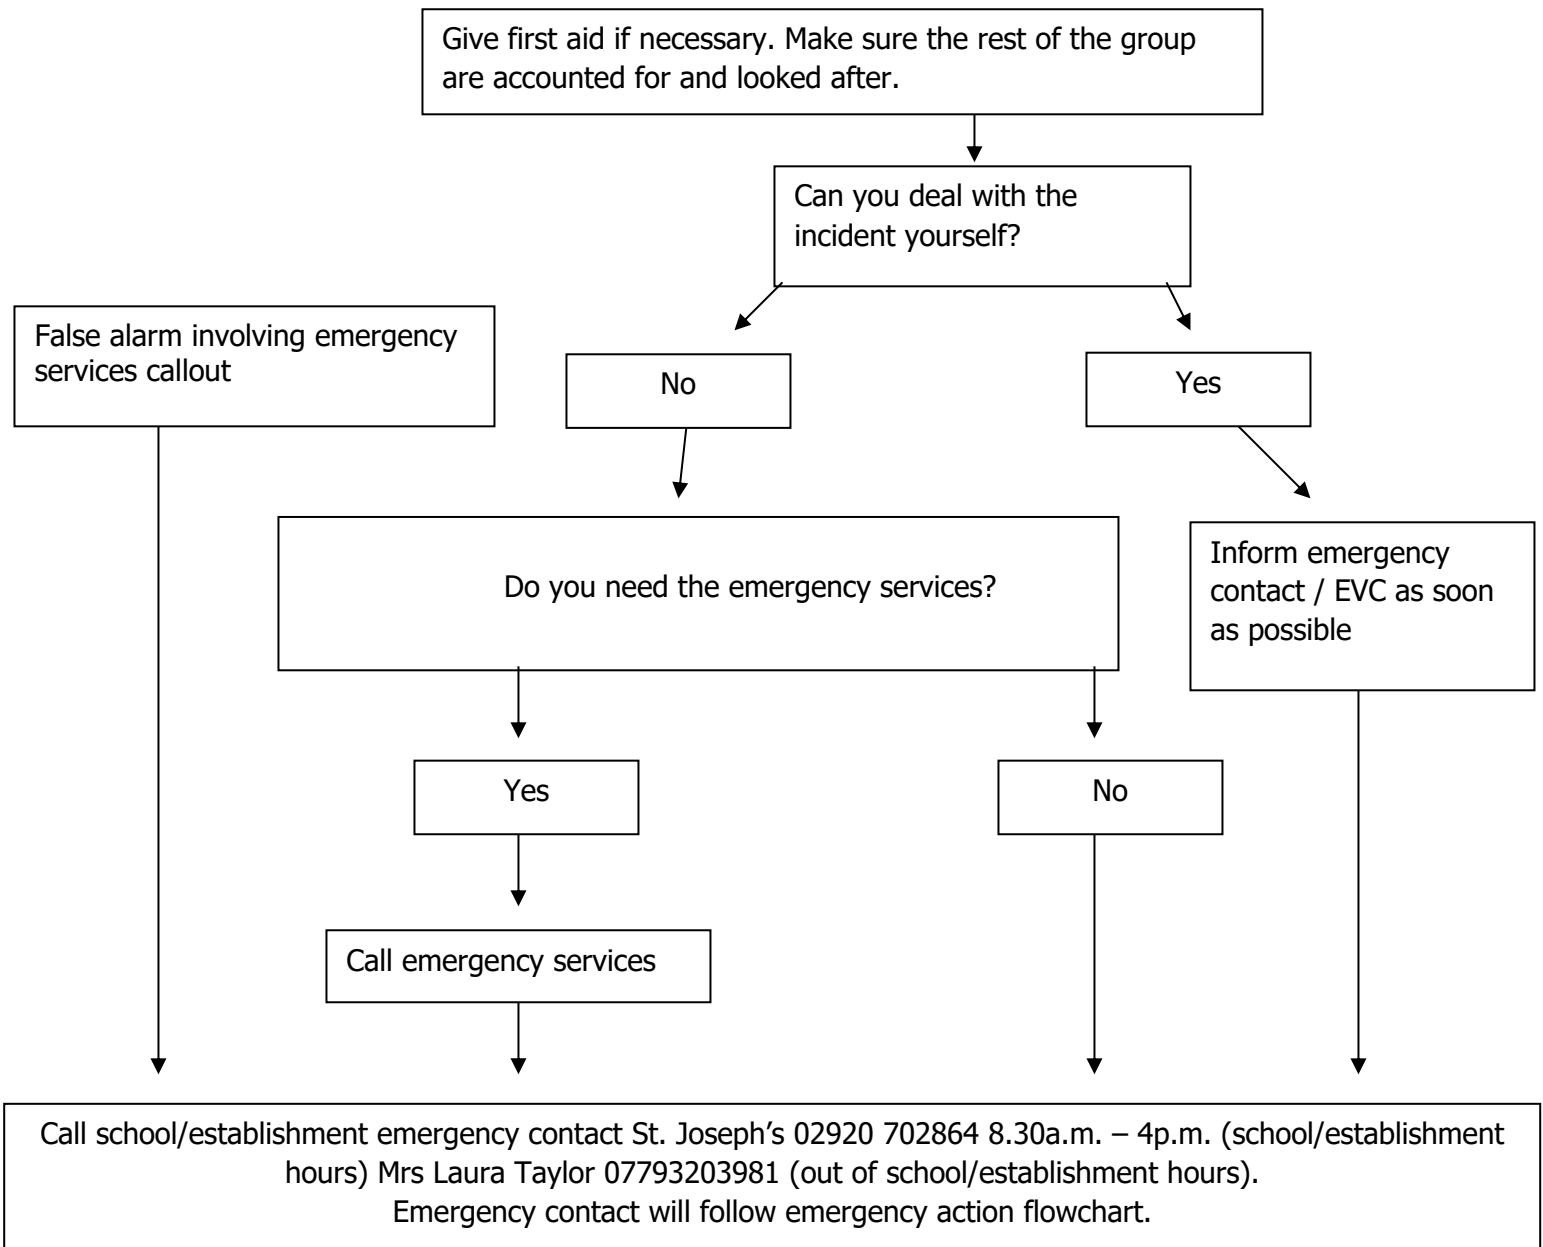 Give first aid if necessary. Make sure the rest of the group
are accounted for and looked after.
Can you deal with the
incident yourself?
False alarm involving emergency
services callout
No
Yes
Do you need the emergency services?
Inform emergency
contact / EVC as soon
as possible
Yes
No
Call emergency services
Call school/establishment emergency contact St. Joseph’s 02920 702864 8.30a.m. – 4p.m. (school/establishment
hours) Mrs Laura Taylor 07793203981 (out of school/establishment hours).
Emergency contact will follow emergency action flowchart.